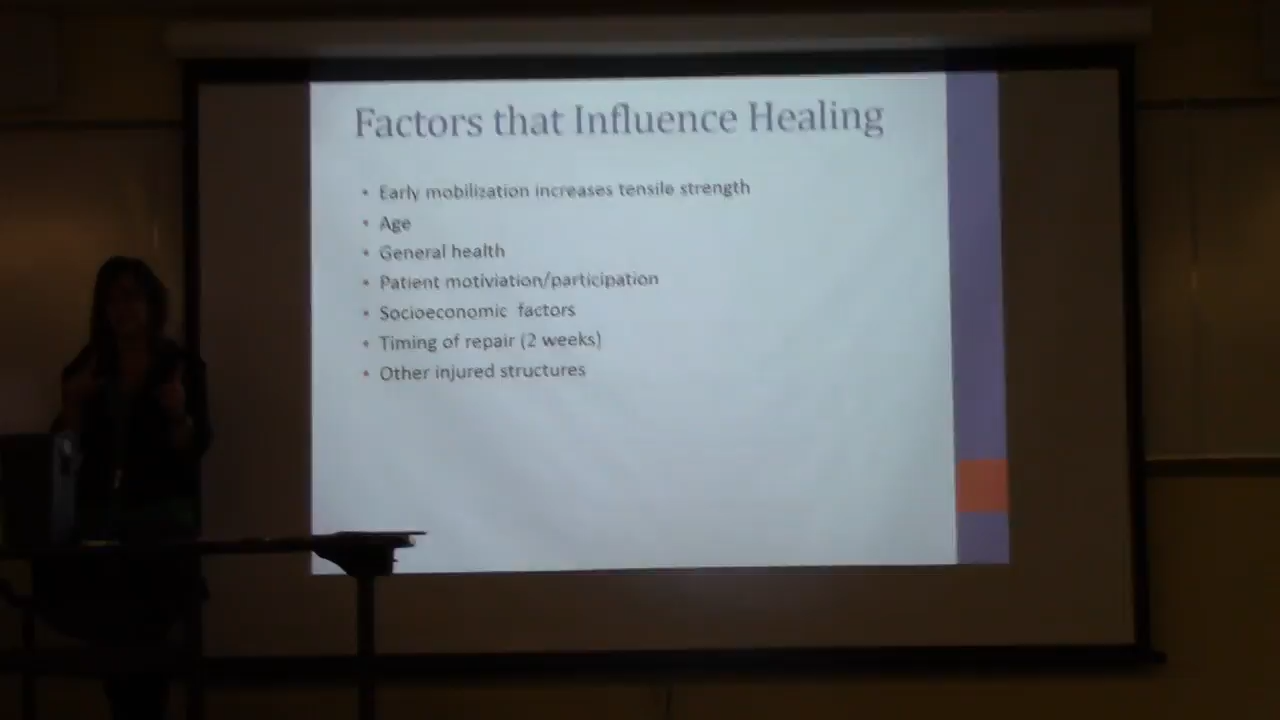 Factors that Influence Healing
• Early mobilization increases tensile strength
• Age
• General health
• Patient motiviation/participation
• Socioeconomic factors
• Timing of repair (2 weeks)
• Other injured structures